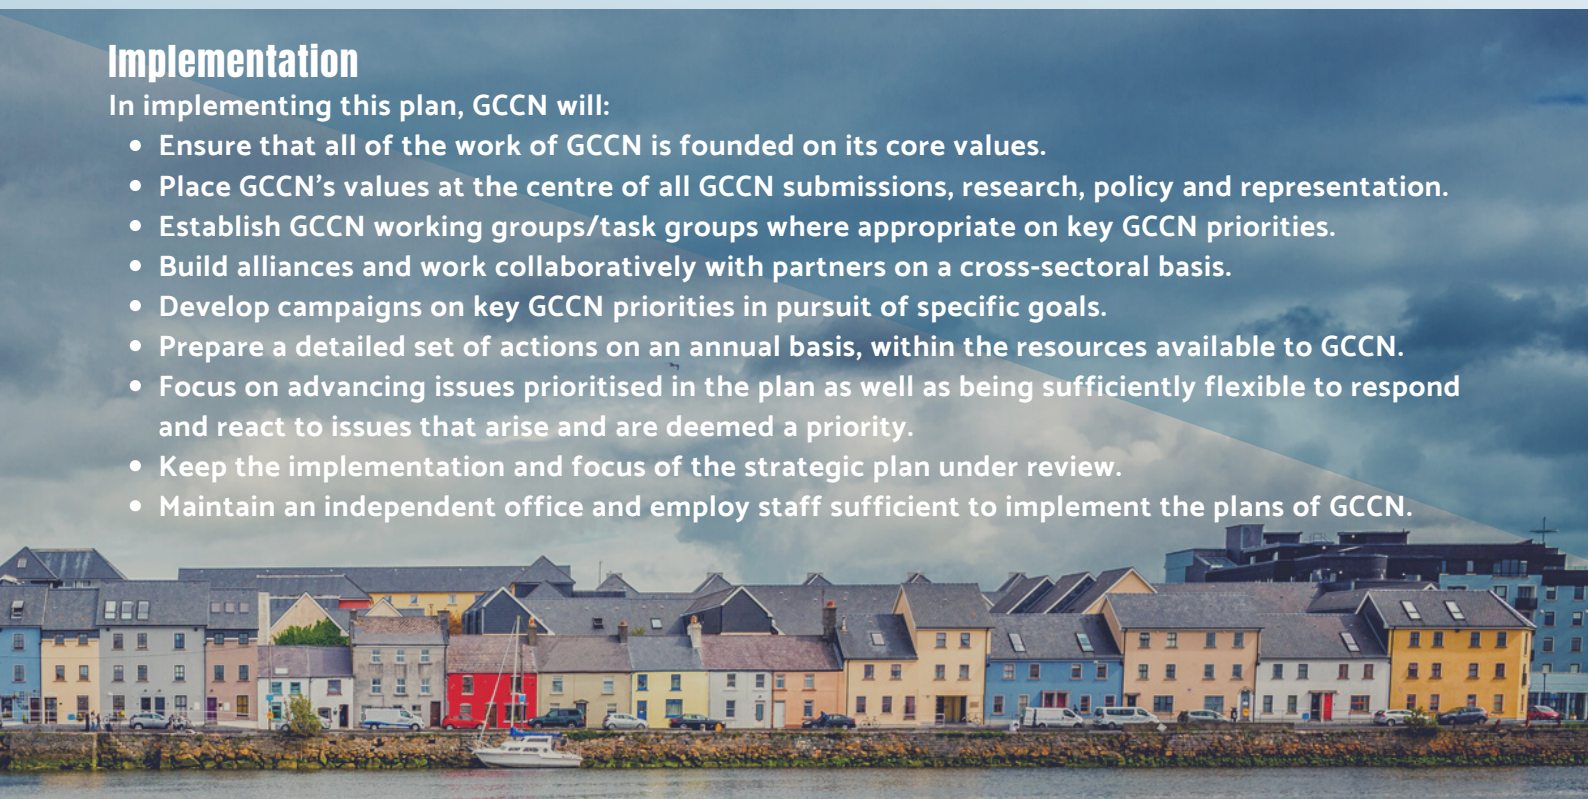 Implementation
In implementing this plan, GCCN will:
• Ensure that all of the work of GCCN is founded on its core values.
• Place GCCN’s values at the centre of all GCCN submissions, research, policy and representation.
• Establish GCCN working groups/task groups where appropriate on key GCCN priorities.
• Build alliances and work collaboratively with partners on a cross-sectoral basis.
• Develop campaigns on key GCCN priorities in pursuit of specific goals.
• Prepare a detailed set of actions on an annual basis, within the resources available to GCCN.
• Focus on advancing issues prioritised in the plan as well as being sufficiently flexible to respond
and react to issues that arise and are deemed a priority.
• Keep the implementation and focus of the strategic plan under review.
• Maintain an independent office and employ staff sufficient to implement the plans of GCCN.